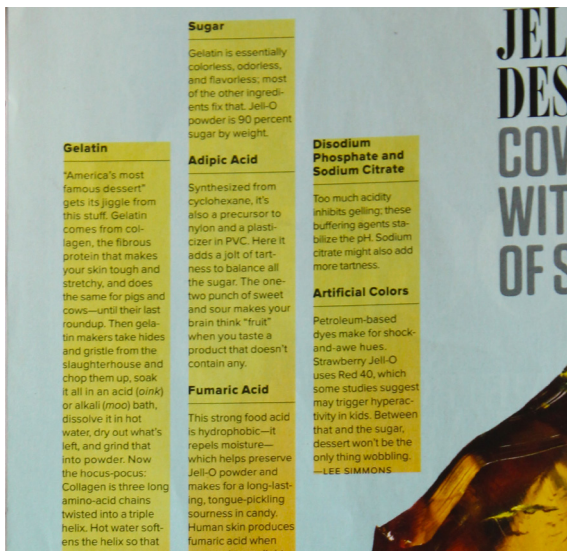 Gelatin
"America's most
famous dessert"
gets its jiggle from
this stuff. Gelatin
comes from col-
lagen, the fibrous
protein that makes
your skin tough and
stretchy, and does
the same for pigs and
cows—until their last
roundup. Then gela-
tin makers take hides
and gristle from the
slaughterhouse and
chop them up, soak
it all in an acid (oink)
or alkali (moo) bath,
dissolve it in hot
water, dry out what's
left, and grind that
into powder. Now
the hocus-pocus:
Collagen is three long
amino-acid chains
twisted into a triple
helix. Hot water soft-
ens the helix so that
Sugar
Gelatin is essentially
colorless, odorless,
and flavorless; most
of the other ingredi-
ents fix that. Jell-O
powder is 90 percent
sugar by weight.
Adipic Acid
Synthesized from
cyclohexane, it's
also a precursor to
nylon and a plasti-
cizer in PVC. Here it
adds a jolt of tart-
ness to balance all
the sugar. The one-
two punch of sweet
and sour makes your
brain think "fruit"
when you taste a
product that doesn't
contain any.
Fumaric Acid
This strong food acid
is hydrophobic—it
repels moisture—
which helps preserve
Jell-O powder and
makes for a long-last-
ing, tongue-pickling
sourness in candy.
Human skin produces
fumaric acid when
Disodium
Phosphate and
Sodium Citrate
Too much acidity
inhibits gelling; these
buffering agents sta-
bilize the pH. Sodium
citrate might also add
more tartness.
Artificial Colors
Petroleum-based
dyes make for shock-
and-awe hues.
Strawberry Jell-O
uses Red 40, which
some studies suggest
may trigger hyperac-
tivity in kids. Between
that and the sugar,
dessert won't be the
only thing wobbling.
—LEE SIMMONS
JEL
DES
COW
WIT
OF S